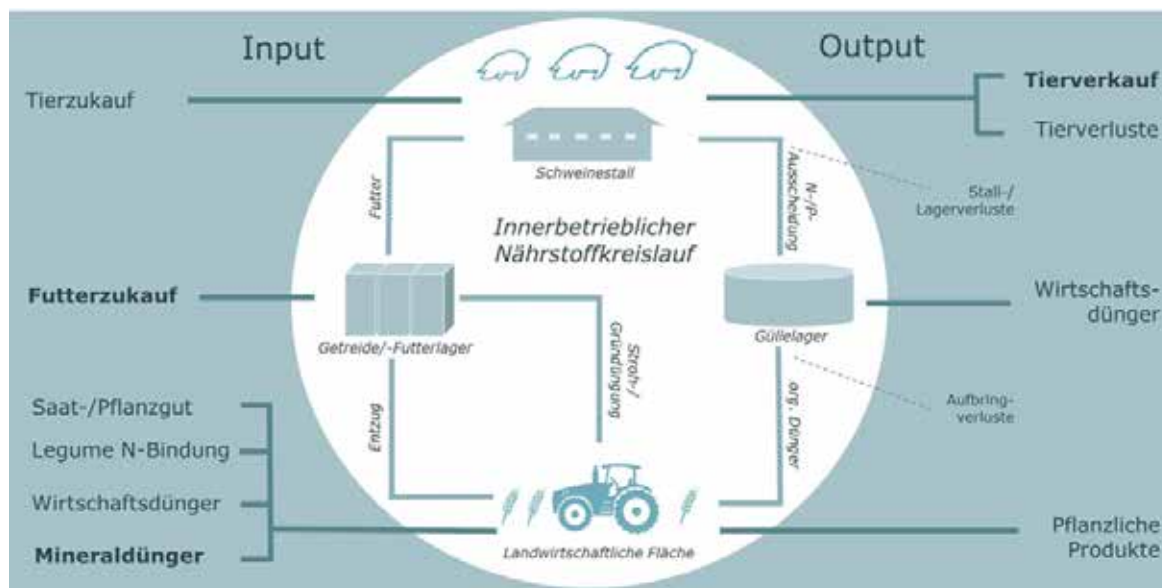 Input
Output
Tierzukauf
Tierverkauf
Tierverluste
Schweinestall
Futter
N-/P-
Ausscheidung
Stall-/
Lagerverluste
Innerbetrieblicher
Nährstoffkreislauf
Futterzukauf
Wirtschafts-
dünger
Getreide/-Futterlager
Güllelager
Stroh-/
Gründüngung
Entzug
org. Dünger
Aufbring-
verluste
Saat-/Pflanzgut
Legume N-Bindung
Wirtschaftsdünger
Mineraldünger
Landwirtschaftliche Fläche
Pflanzliche
Produkte